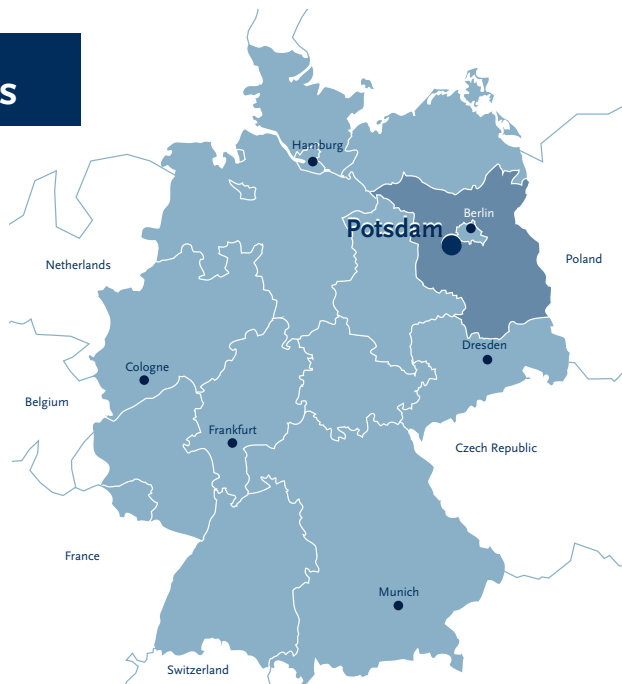 s
Hamburg
Berlin
Potsdam
Netherlands
Poland
Dresden
Cologne
Belgium
Frankfurt
Czech Republic
France
Munich
Switzerland